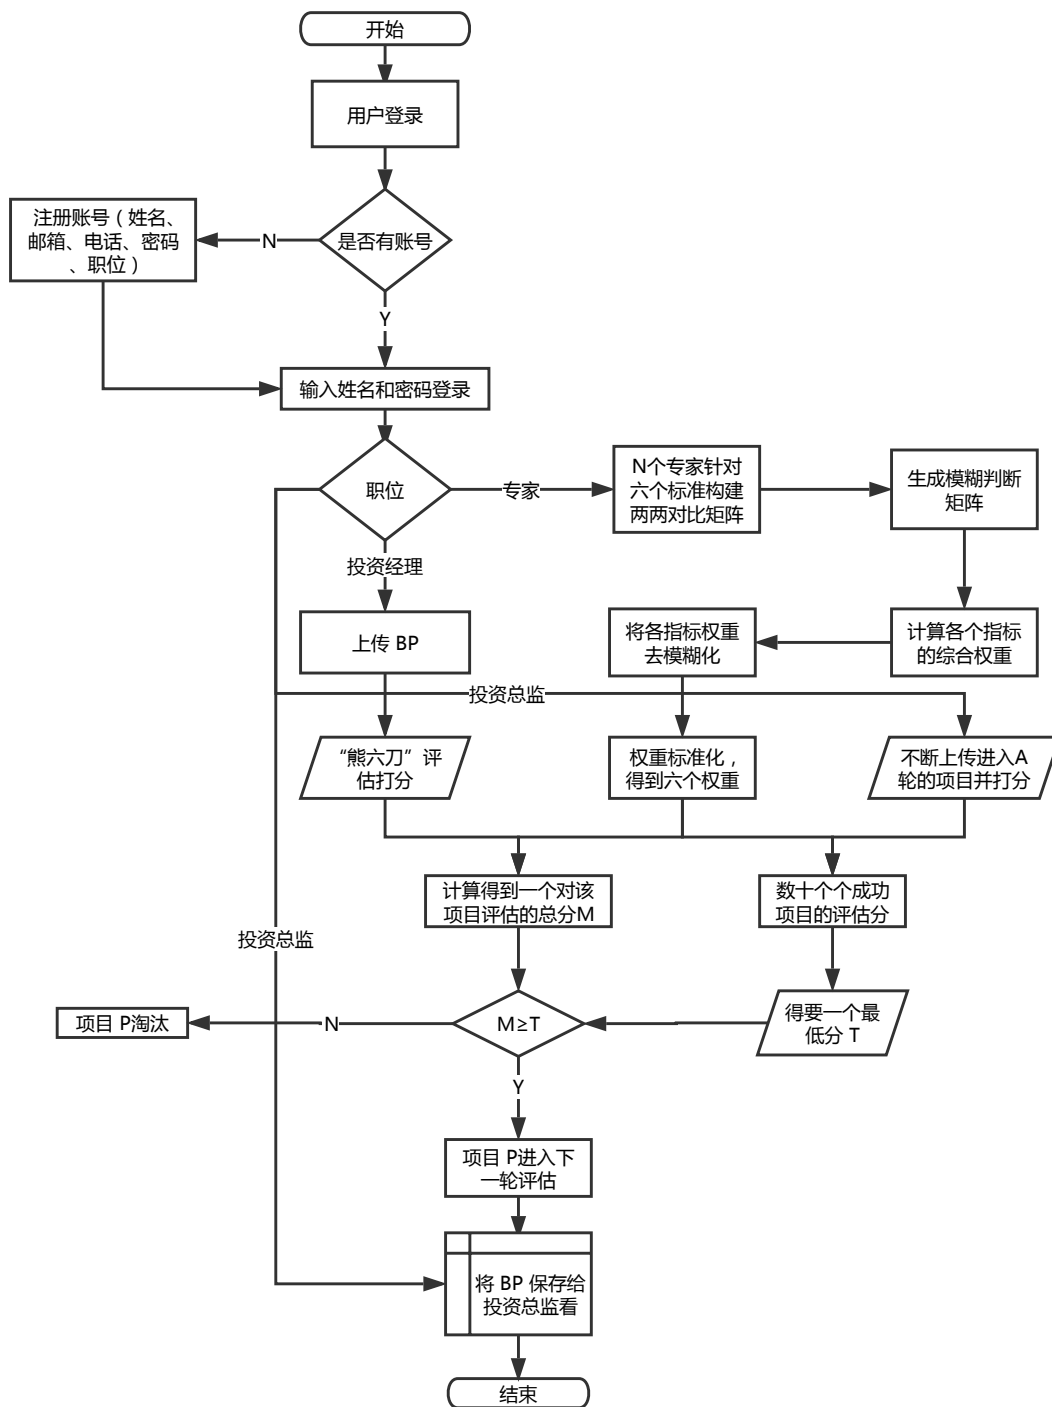 开始
用户登录
注册账号（姓名、
邮箱、电话、密码
、职位）
N
是否有账号
Y
输入姓名和密码登录
职位
专家
N个专家针对
六个标准构建
两两对比矩阵
生成模糊判断
矩阵
投资经理
上传 BP
将各指标权重
去模糊化
计算各个指标
的综合权重
投资总监
“熊六刀”评
估打分
权重标准化，
得到六个权重
不断上传进入A
轮的项目并打分
计算得到一个对该
项目评估的总分M
数十个个成功
项目的评估分
投资总监
项目 P淘汰
N
M≥T
得要一个最
低分 T
Y
项目 P进入下
一轮评估
将 BP 保存给
投资总监看
结束